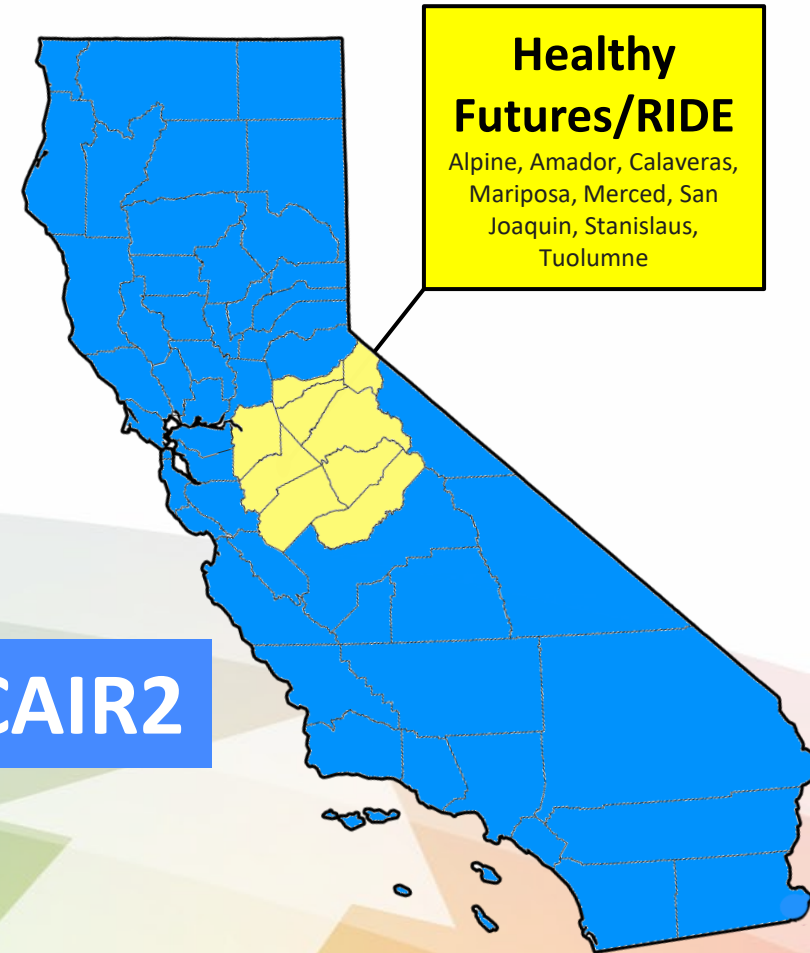 Healthy
Futures/RIDE
Alpine, Amador, Calaveras,
Mariposa, Merced, San
Joaquin, Stanislaus,
Tuolumne
CAIR2